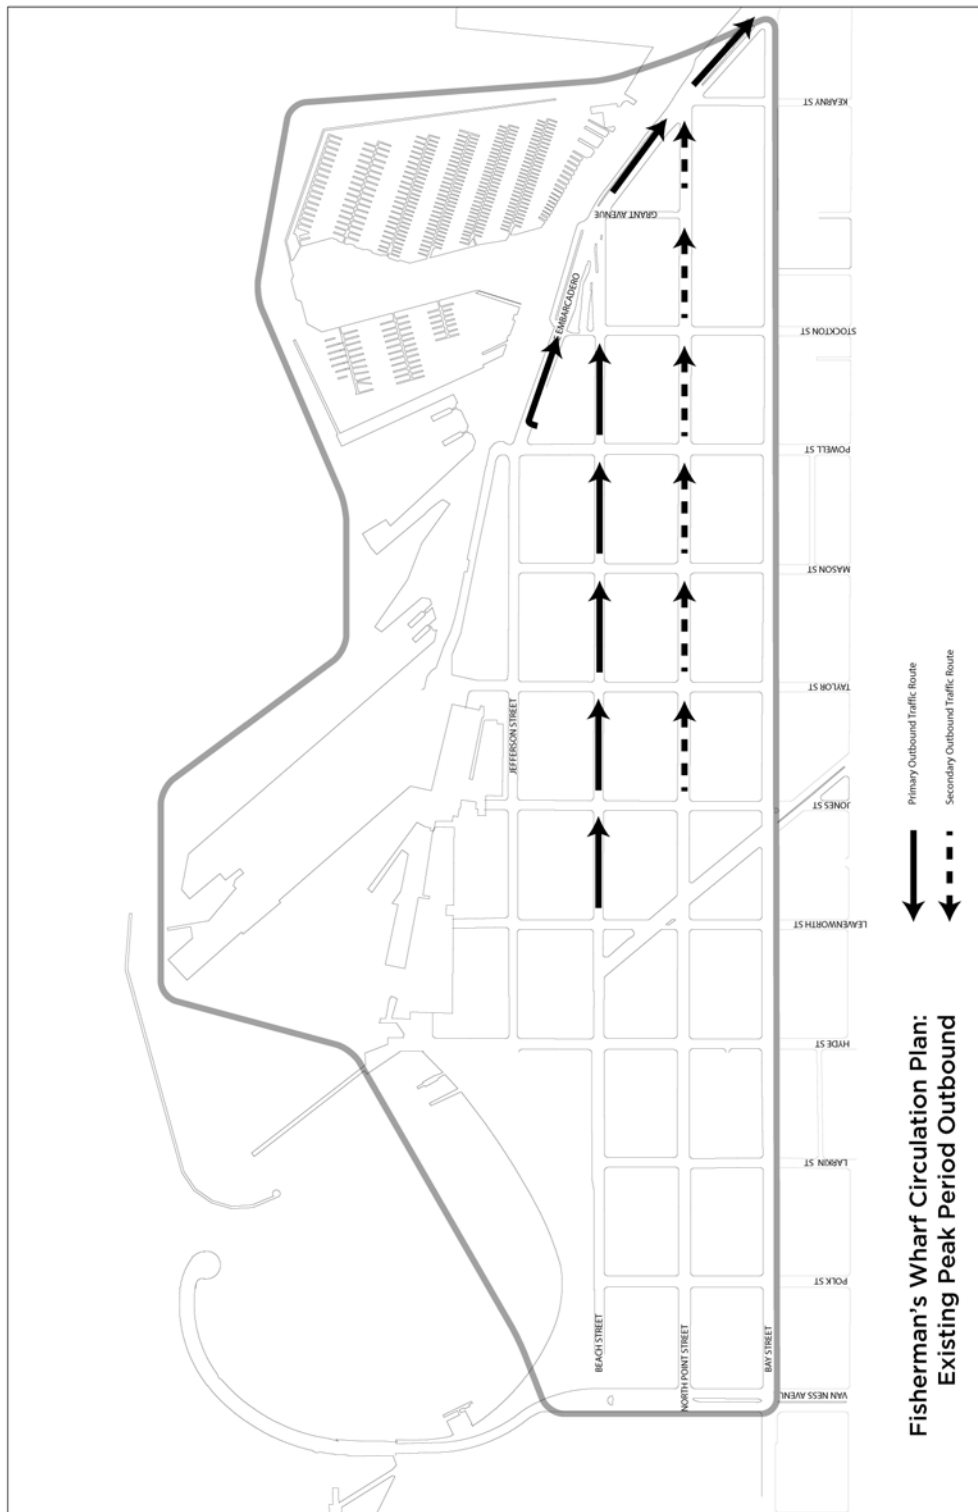 KEARNY ST
GRANT AVENUE
EMBARCADERO
STOCKTON ST
POWELL ST
MASON ST
TAYLOR ST
JEFFERSON STREET
JONES ST
LEAVENWORTH ST
HYDE ST
LARKIN ST
POLK ST
BEACH STREET
NORTH POINT STREET
BAY STREET
VAN NESS AVENU
Fisherman's Wharf Circulation Plan:
Existing Peak Period Outbound
Primary Outbound Traffic Route
Secondary Outbound Traffic Route